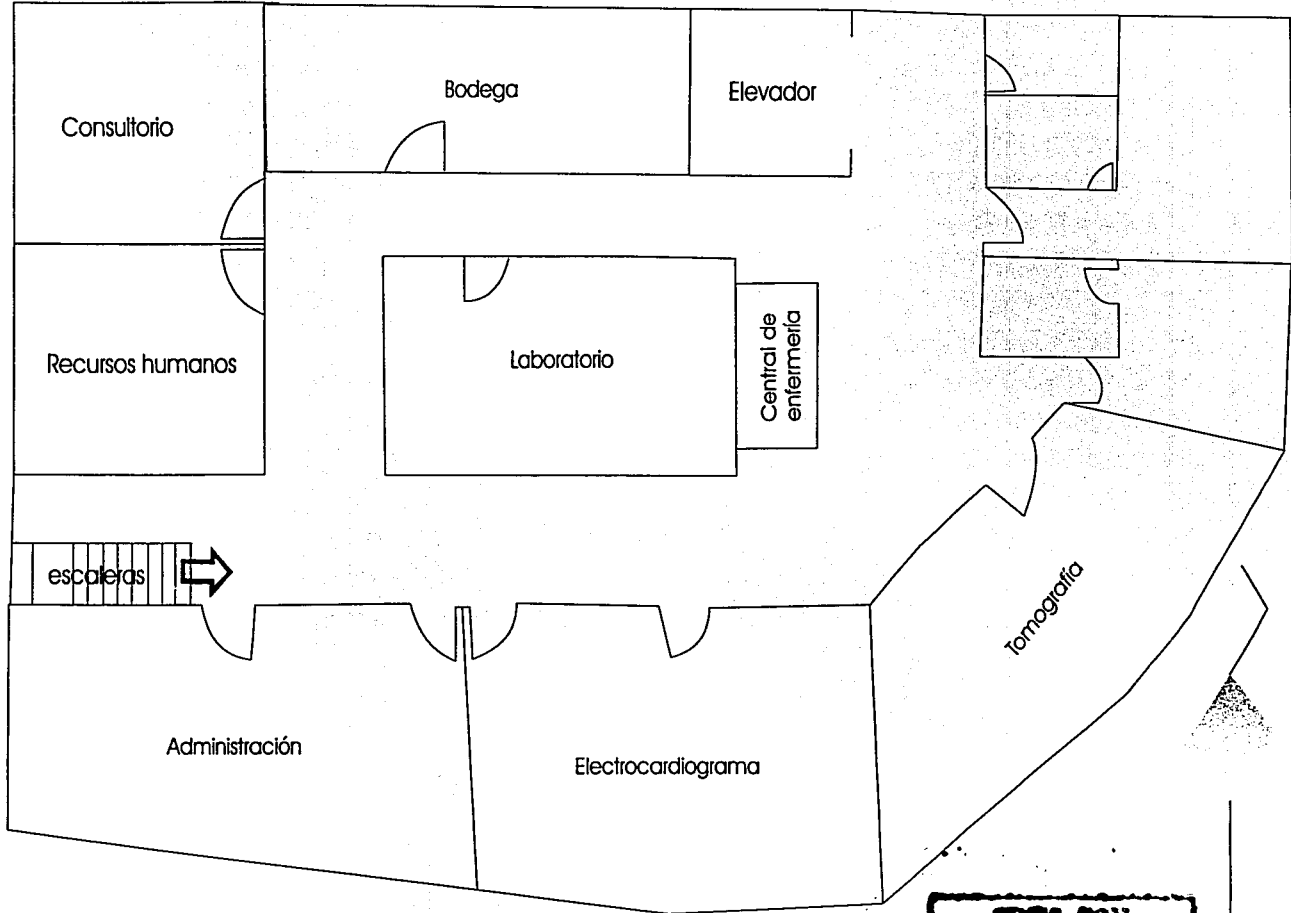 Consultorio
Bodega
Elevador
Recursos humanos
Laboratorio
Central de
enfermería
escaleras
Tomografía
Administración
Electrocardiograma